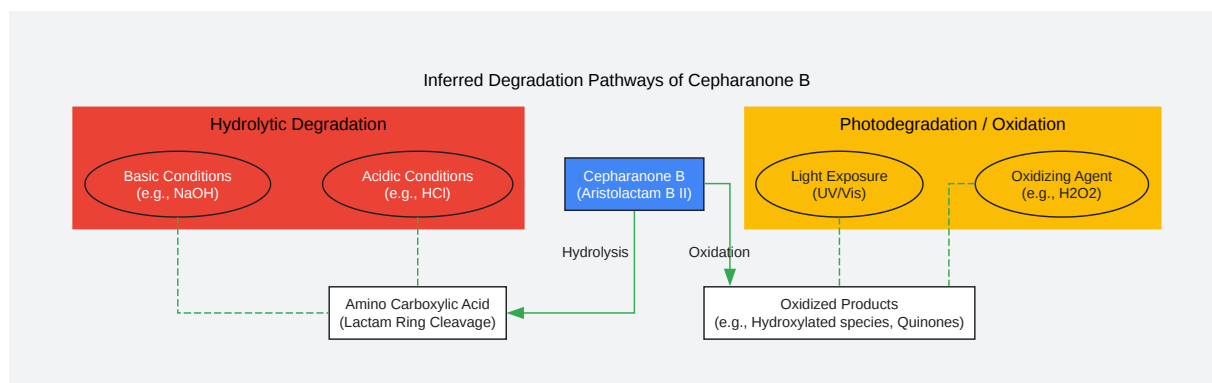 Inferred Degradation Pathways of Cepharanone B
Hydrolytic Degradation
Photodegradation / Oxidation
Basic Conditions
(e.g., NaOH)
Acidic Conditions
(e.g., HCl)
Cepharanone B
(Aristolactam B II)
Light Exposure
(UV/Vis)
Oxidizing Agent
(e.g., H2O2)
Hydrolysis
Oxidation
Amino Carboxylic Acid
(Lactam Ring Cleavage)
Oxidized Products
(e.g., Hydroxylated species, Quinones)